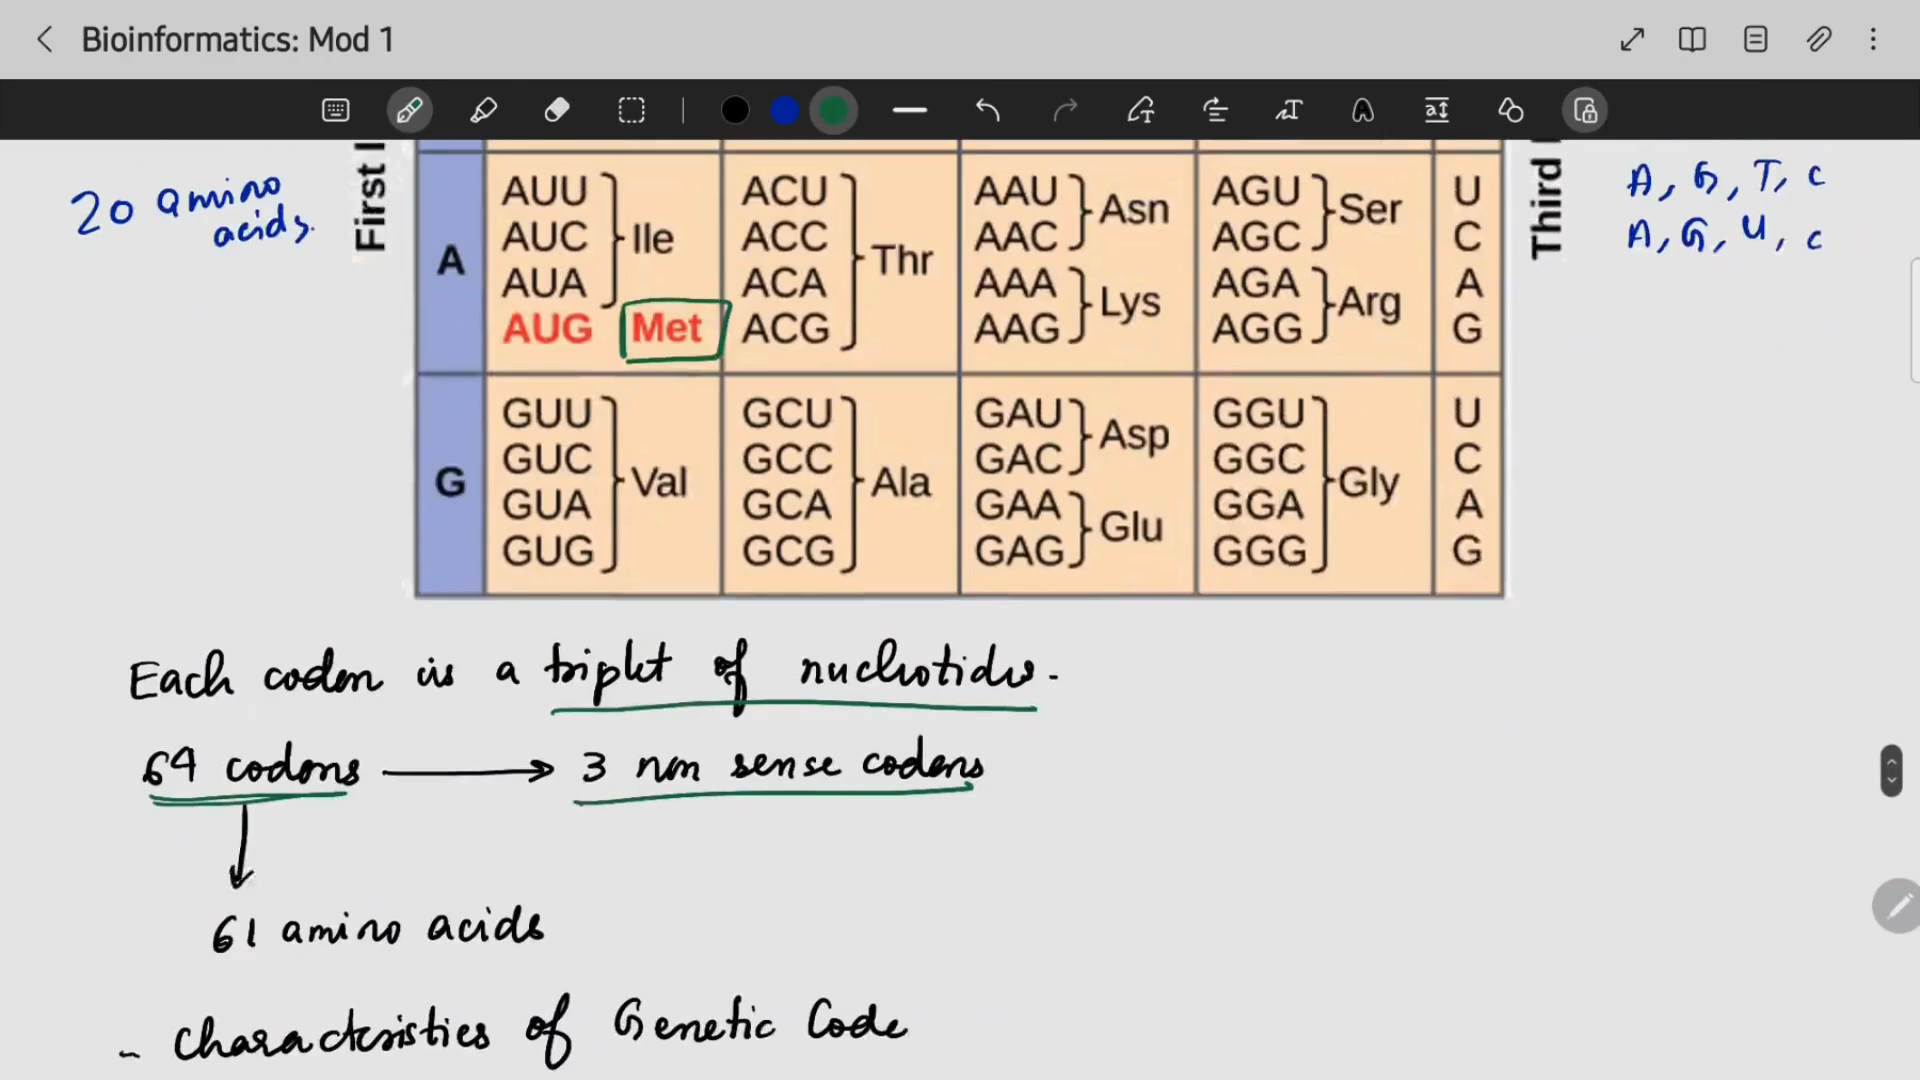 Bioinformatics: Mod 1
20 amino
acids.
First l
Third l
A, G, T, C
A, G, U, C
A
AUU
AUC
AUA
Ile
AUG Met
ACU
ACC
ACA
ACG
Thr
AAU
AAC
Asn
AAA
AAG
Lys
AGU
AGC
Ser
AGA
AGG
Arg
U
C
A
G
G
GUU
GUC
GUA
GUG
Val
GCU
GCC
GCA
GCG
Ala
GAU
GAC
Asp
GAA
GAG
Glu
GGU
GGC
GGA
GGG
Gly
U
C
A
G
Each codon is a triplet of nucleotides.
64 codons → 3 non sense codons
61 amino acids
- Characteristics of Genetic Code